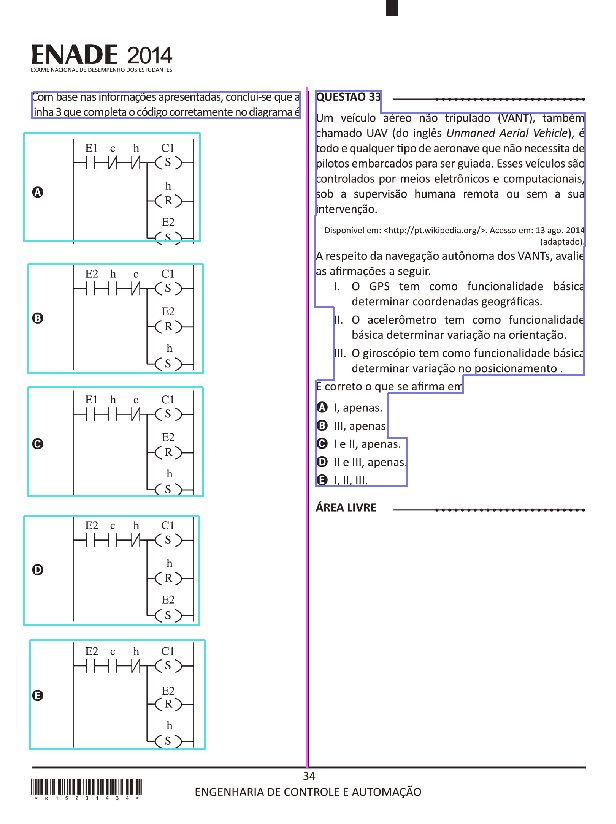 ENADE 2014
EXAME NACIONAL DE DESEMPENHO DOS ESTUDANTES
Com base nas informações apresentadas, conclui-se que a
linha 3 que completa o código corretamente no diagrama é
A
E1 c h C1
S
h
R
E2
S
B
E2 h c C1
S
E2
R
h
S
C
E1 h c C1
S
E2
R
h
S
D
E2 c h C1
S
h
R
E2
S
E
E2 c h C1
S
E2
R
h
S
QUESTÃO 33
Um veículo aéreo não tripulado (VANT), também
chamado UAV (do inglês Unmaned Aerial Vehicle), é
todo e qualquer tipo de aeronave que não necessita de
pilotos embarcados para ser guiada. Esses veículos são
controlados por meios eletrônicos e computacionais,
sob a supervisão humana remota ou sem a sua
intervenção.
Disponível em: <http://pt.wikipedia.org/>. Acesso em: 13 ago. 2014
(adaptado).
A respeito da navegação autônoma dos VANTs, avalie
as afirmações a seguir.
I. O GPS tem como funcionalidade básica
determinar coordenadas geográficas.
II. O acelerômetro tem como funcionalidade
básica determinar variação na orientação.
III. O giroscópio tem como funcionalidade básica
determinar variação no posicionamento .
É correto o que se afirma em
A I, apenas.
B III, apenas
C I e II, apenas.
D II e III, apenas.
E I, II, III.
ÁREA LIVRE
34
ENGENHARIA DE CONTROLE E AUTOMAÇÃO